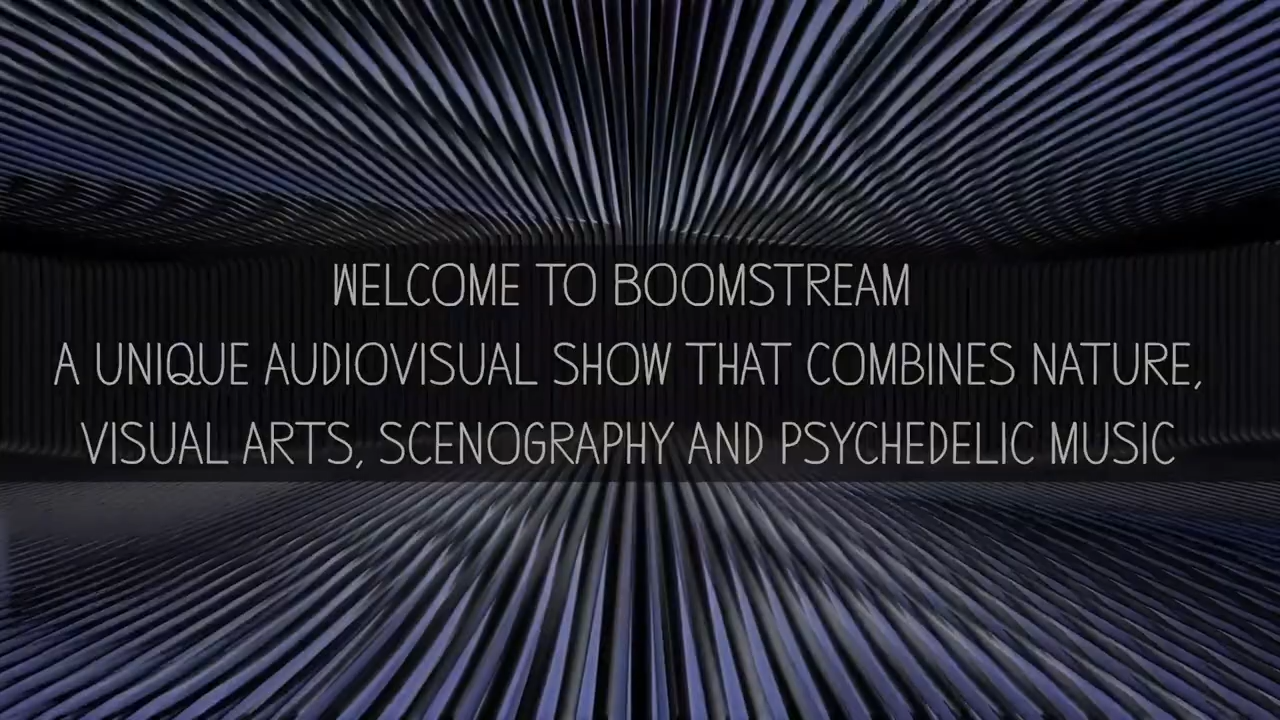 WELCOME TO BOOMSTREAM
A UNIQUE AUDIOVISUAL SHOW THAT COMBINES NATURE,
VISUAL ARTS, SCENOGRAPHY AND PSYCHEDELIC MUSIC